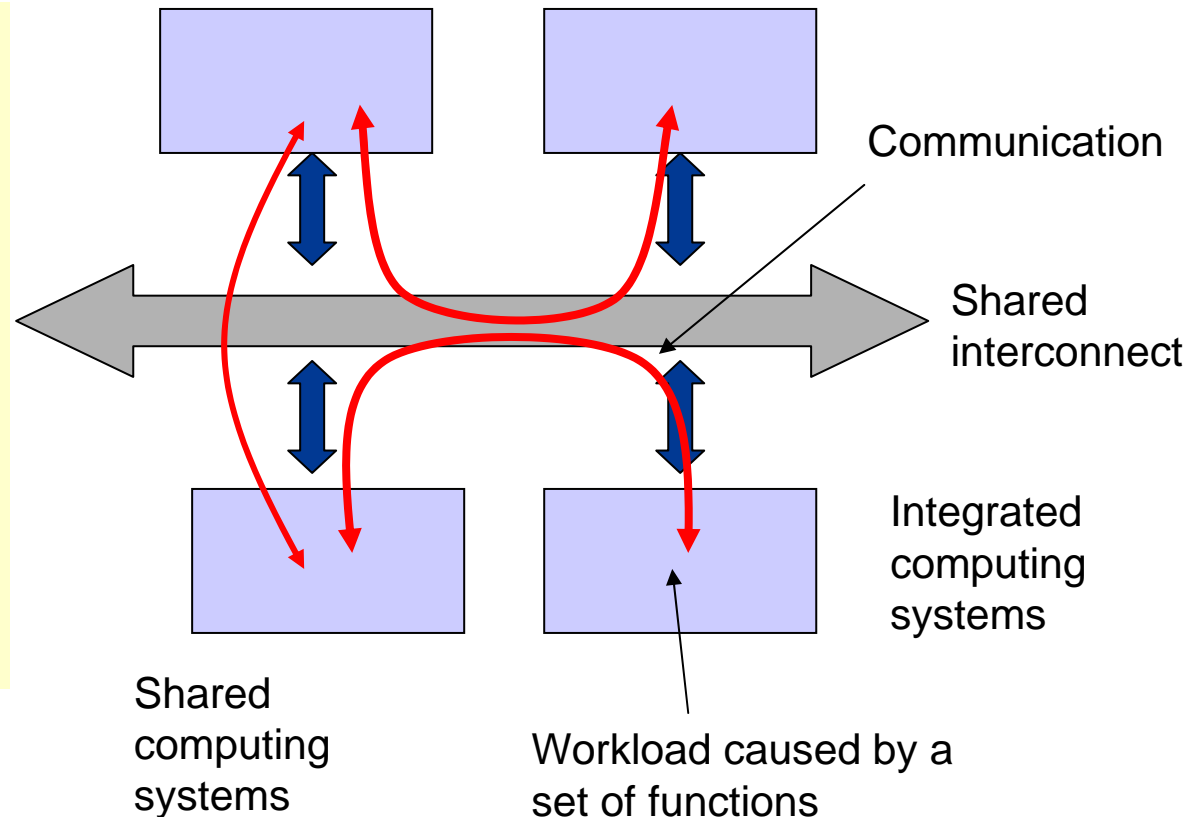 Communication
Shared
interconnect
Integrated
computing
systems
Shared
computing
systems
Workload caused by a
set of functions